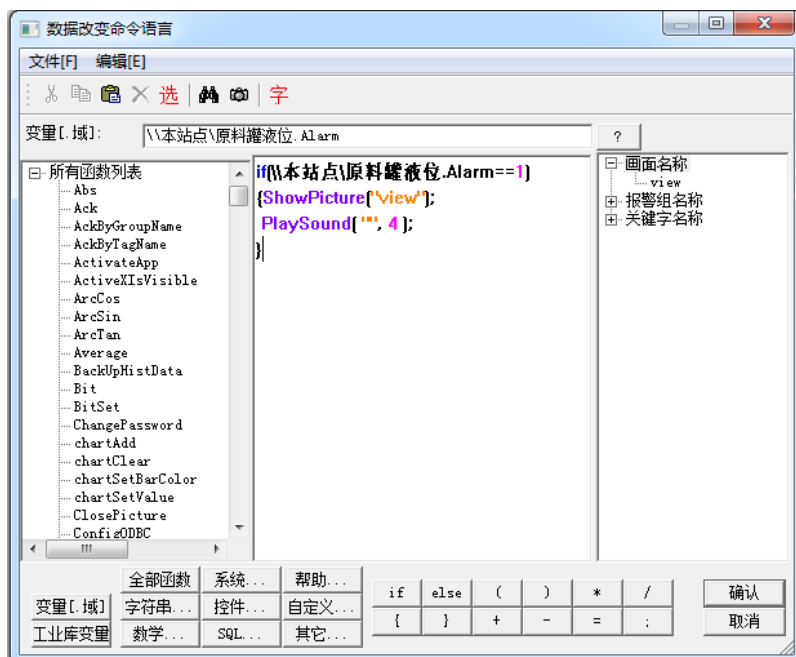 数据改变命令语言
文件[F] 编辑[E]
选 字
变量[.域]: \\本站点\原料罐液位.Alarm ?
所有函数列表
Abs
Ack
AckByGroupName
AckByTagName
ActivateApp
ActiveXIsVisible
ArcCos
ArcSin
ArcTan
Average
BackUpHistData
Bit
BitSet
ChangePassword
chartAdd
chartClear
chartSetBarColor
chartSetValue
ClosePicture
ConfigODBC
if(\\本站点\原料罐液位.Alarm==1)
{ShowPicture("view");
PlaySound( "", 4 );
}
画面名称
view
报警组名称
关键字名称
全部函数 系统... 帮助...
变量[.域] 字符串... 控件... 自定义...
工业库变量 数学... SQL... 其它...
if else ( ) * /
{ } + - = ;
确认
取消